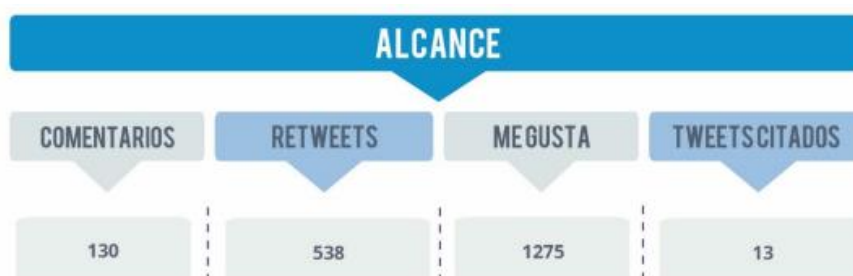 ALCANCE
COMENTARIOS RETWEETS ME GUSTA TWEETS CITADOS
130 538 1275 13